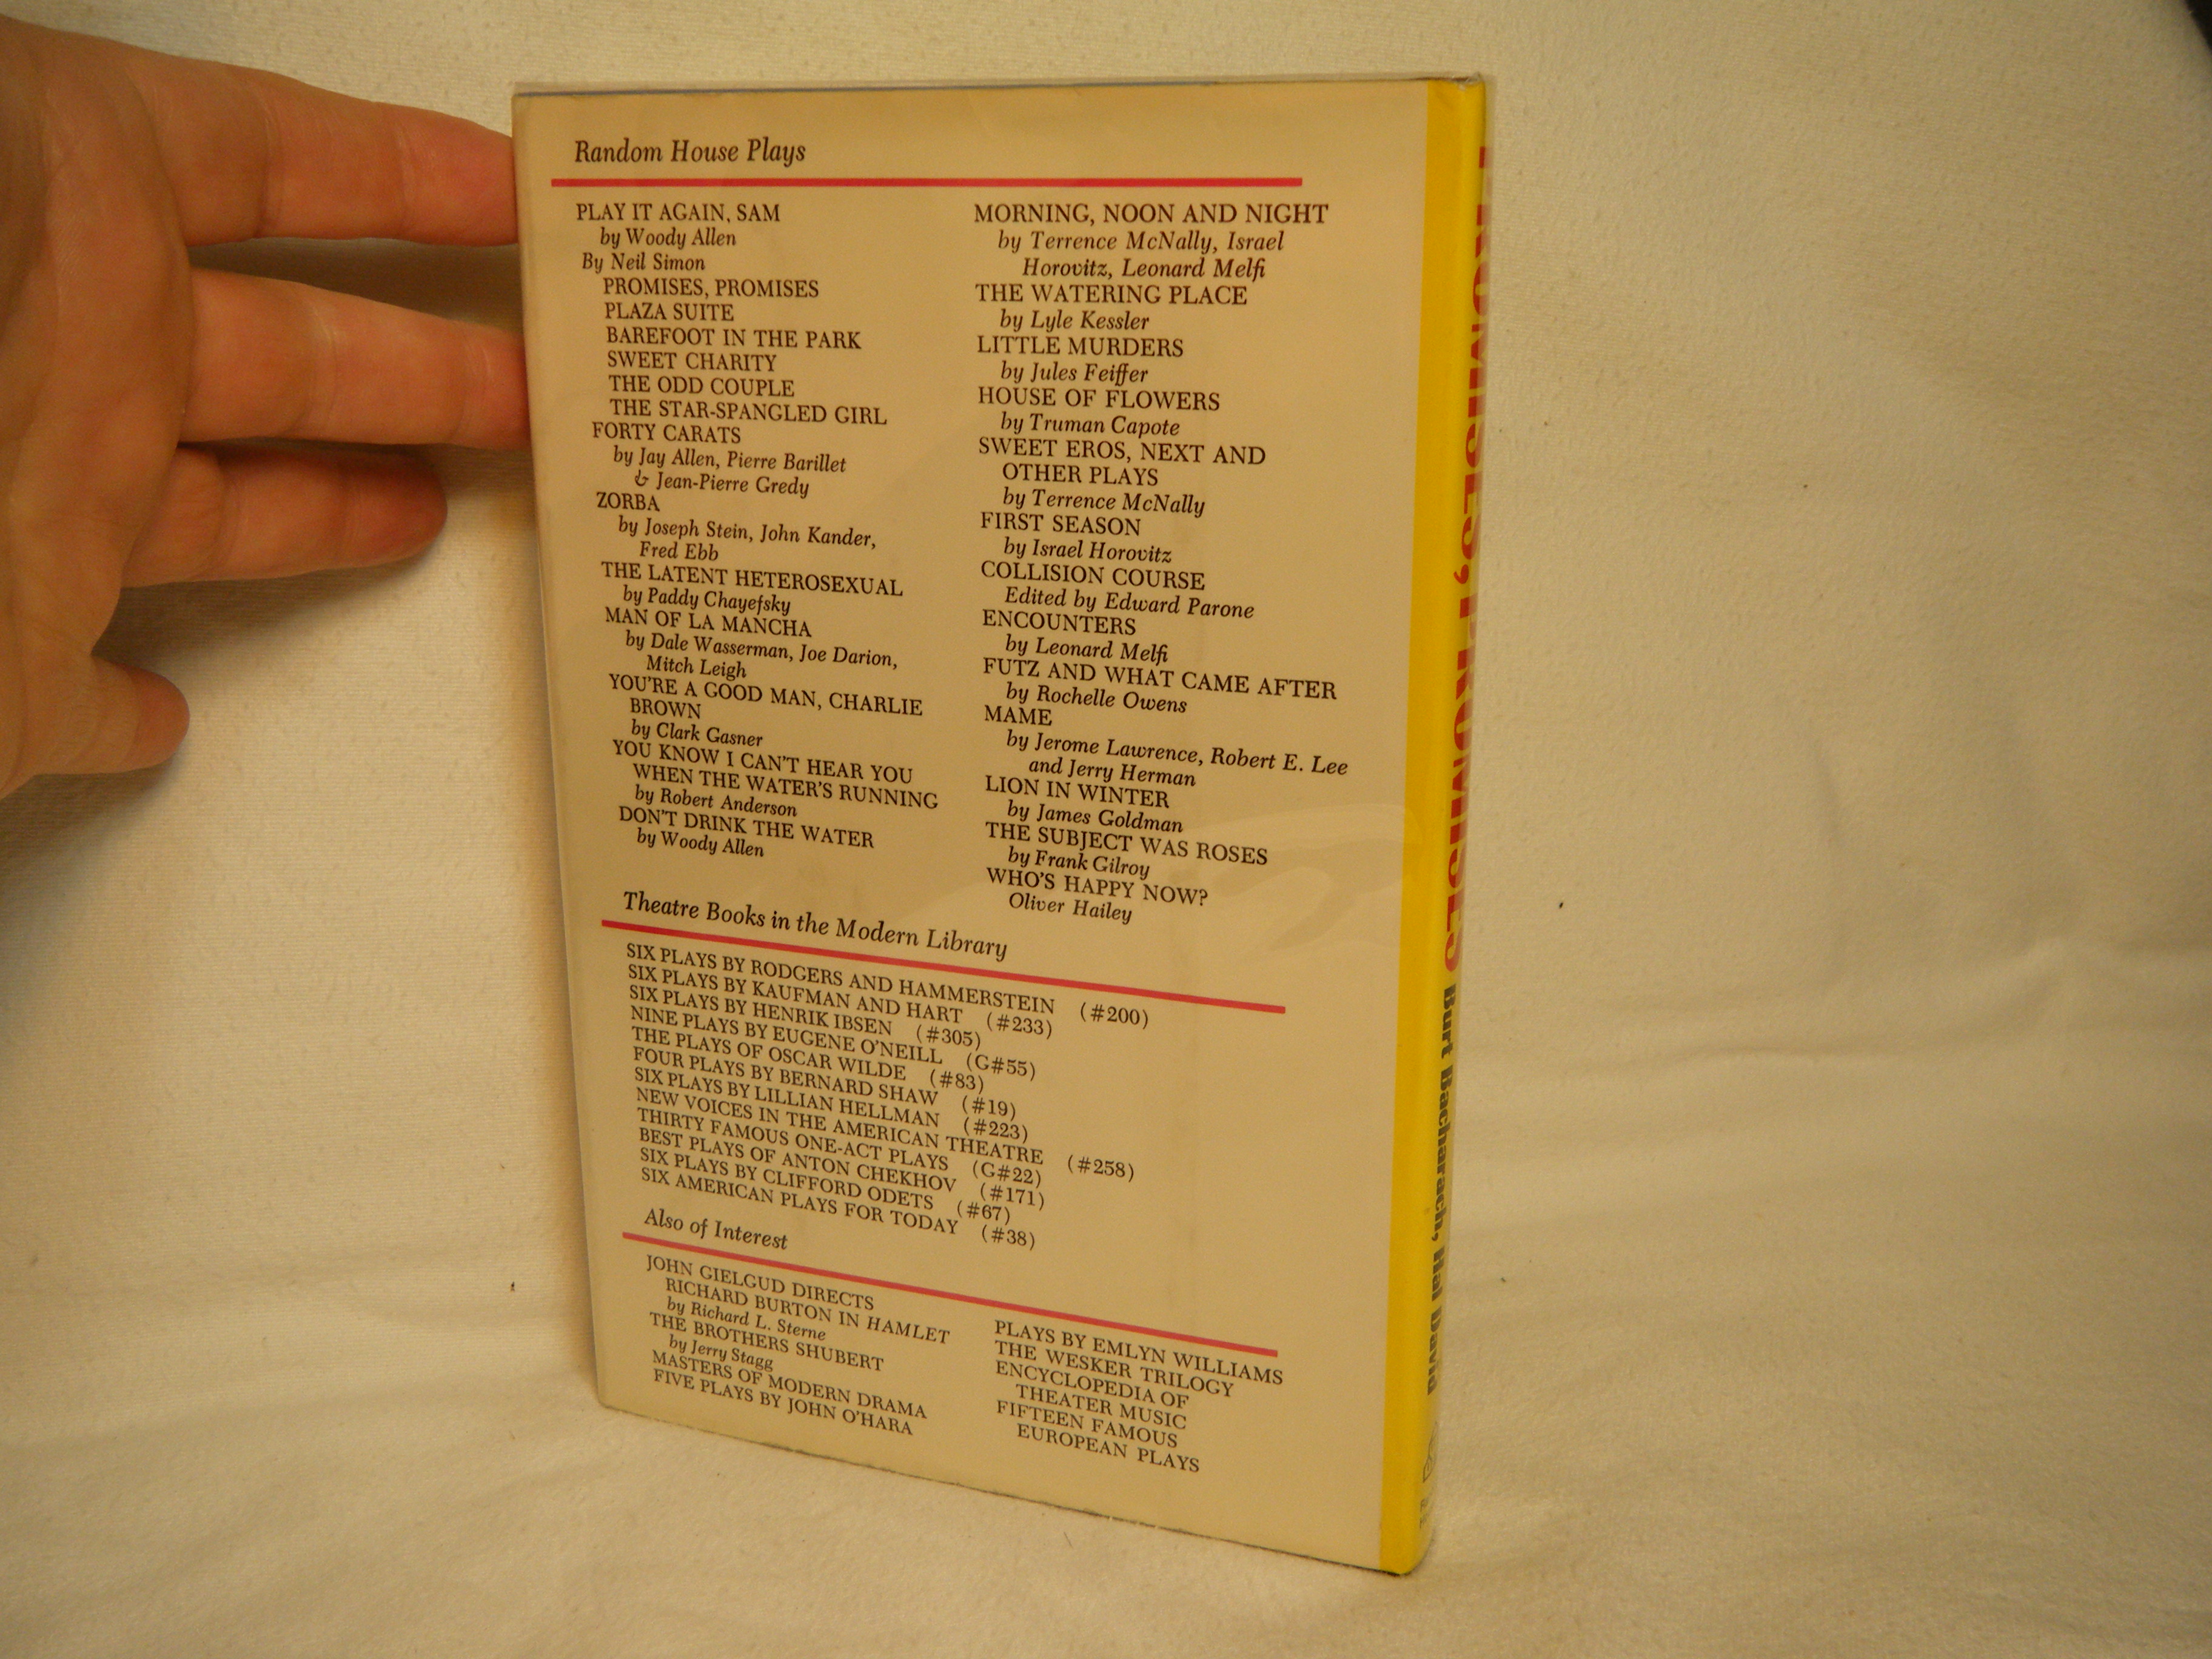 Random House Plays
PLAY IT AGAIN, SAM
by Woody Allen
By Neil Simon
PROMISES, PROMISES
PLAZA SUITE
BAREFOOT IN THE PARK
SWEET CHARITY
THE ODD COUPLE
THE STAR-SPANGLED GIRL
FORTY CARATS
by Jay Allen, Pierre Barillet
& Jean-Pierre Gredy
ZORBA
by Joseph Stein, John Kander,
Fred Ebb
THE LATENT HETEROSEXUAL
by Paddy Chayefsky
MAN OF LA MANCHA
by Dale Wasserman, Joe Darion,
Mitch Leigh
YOU'RE A GOOD MAN, CHARLIE
BROWN
by Clark Gasner
YOU KNOW I CAN'T HEAR YOU
WHEN THE WATER'S RUNNING
by Robert Anderson
DON'T DRINK THE WATER
by Woody Allen
MORNING, NOON AND NIGHT
by Terrence McNally, Israel
Horovitz, Leonard Melfi
THE WATERING PLACE
by Lyle Kessler
LITTLE MURDERS
by Jules Feiffer
HOUSE OF FLOWERS
by Truman Capote
SWEET EROS, NEXT AND
OTHER PLAYS
by Terrence McNally
FIRST SEASON
by Israel Horovitz
COLLISION COURSE
Edited by Edward Parone
ENCOUNTERS
by Leonard Melfi
FUTZ AND WHAT CAME AFTER
by Rochelle Owens
MAME
by Jerome Lawrence, Robert E. Lee
and Jerry Herman
LION IN WINTER
by James Goldman
THE SUBJECT WAS ROSES
by Frank Gilroy
WHO'S HAPPY NOW?
Oliver Hailey
Theatre Books in the Modern Library
SIX PLAYS BY RODGERS AND HAMMERSTEIN (#200)
SIX PLAYS BY KAUFMAN AND HART (#233)
SIX PLAYS BY HENRIK IBSEN (#305)
NINE PLAYS BY EUGENE O'NEILL (G#55)
THE PLAYS OF OSCAR WILDE (#83)
FOUR PLAYS BY BERNARD SHAW (#19)
SIX PLAYS BY LILLIAN HELLMAN (#223)
NEW VOICES IN THE AMERICAN THEATRE (#258)
THIRTY FAMOUS ONE-ACT PLAYS (G#22)
BEST PLAYS OF ANTON CHEKHOV (#171)
SIX PLAYS BY CLIFFORD ODETS (#67)
SIX AMERICAN PLAYS FOR TODAY (#38)
Also of Interest
JOHN GIELGUD DIRECTS
RICHARD BURTON IN HAMLET
by Richard L. Sterne
THE BROTHERS SHUBERT
by Jerry Stagg
MASTERS OF MODERN DRAMA
FIVE PLAYS BY JOHN O'HARA
PLAYS BY EMLYN WILLIAMS
THE WESKER TRILOGY
ENCYCLOPEDIA OF
THEATER MUSIC
FIFTEEN FAMOUS
EUROPEAN PLAYS
PROMISES, PROMISES Burt Bacharach, Hal David